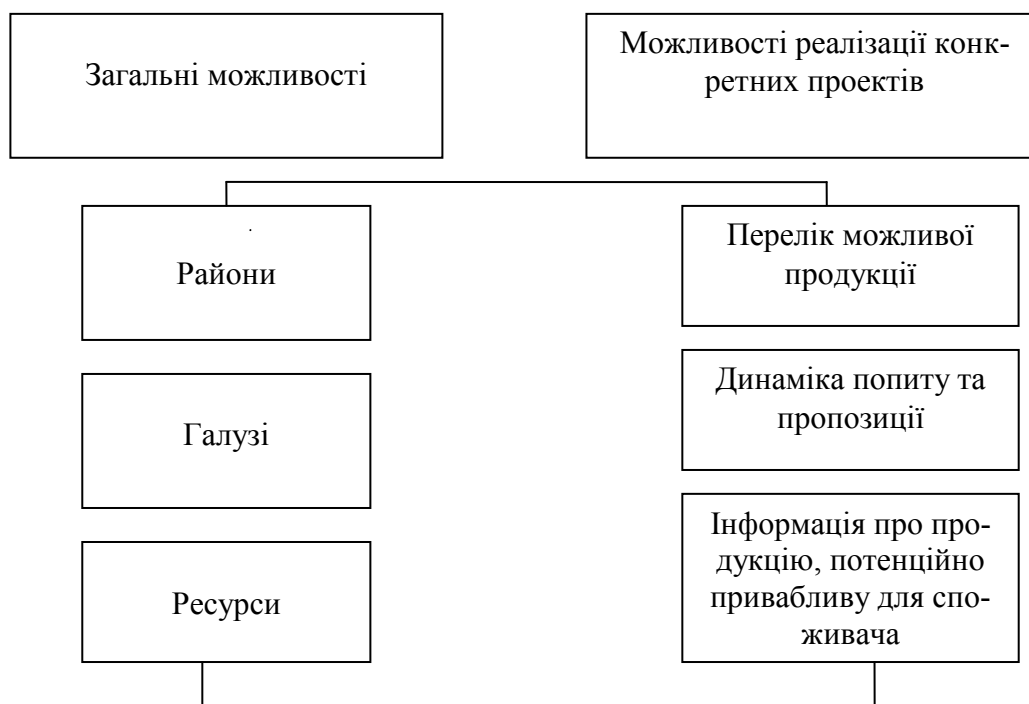 Загальні можливості
Можливості реалізації конк-
ретних проектів
Райони
Галузі
Ресурси
Перелік можливої
продукції
Динаміка попиту та
пропозиції
Інформація про про-
дукцію, потенційно
привабливу для спо-
живача